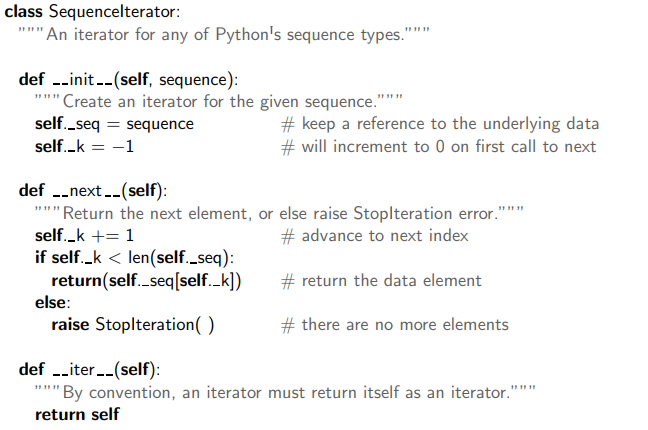 class SequenceIterator:
"""An iterator for any of Python's sequence types."""
def __init__(self, sequence):
"""Create an iterator for the given sequence."""
self._seq = sequence # keep a reference to the underlying data
self._k = −1 # will increment to 0 on first call to next
def __next__(self):
"""Return the next element, or else raise StopIteration error."""
self._k += 1 # advance to next index
if self._k < len(self._seq):
return(self._seq[self._k]) # return the data element
else:
raise StopIteration( ) # there are no more elements
def __iter__(self):
"""By convention, an iterator must return itself as an iterator."""
return self